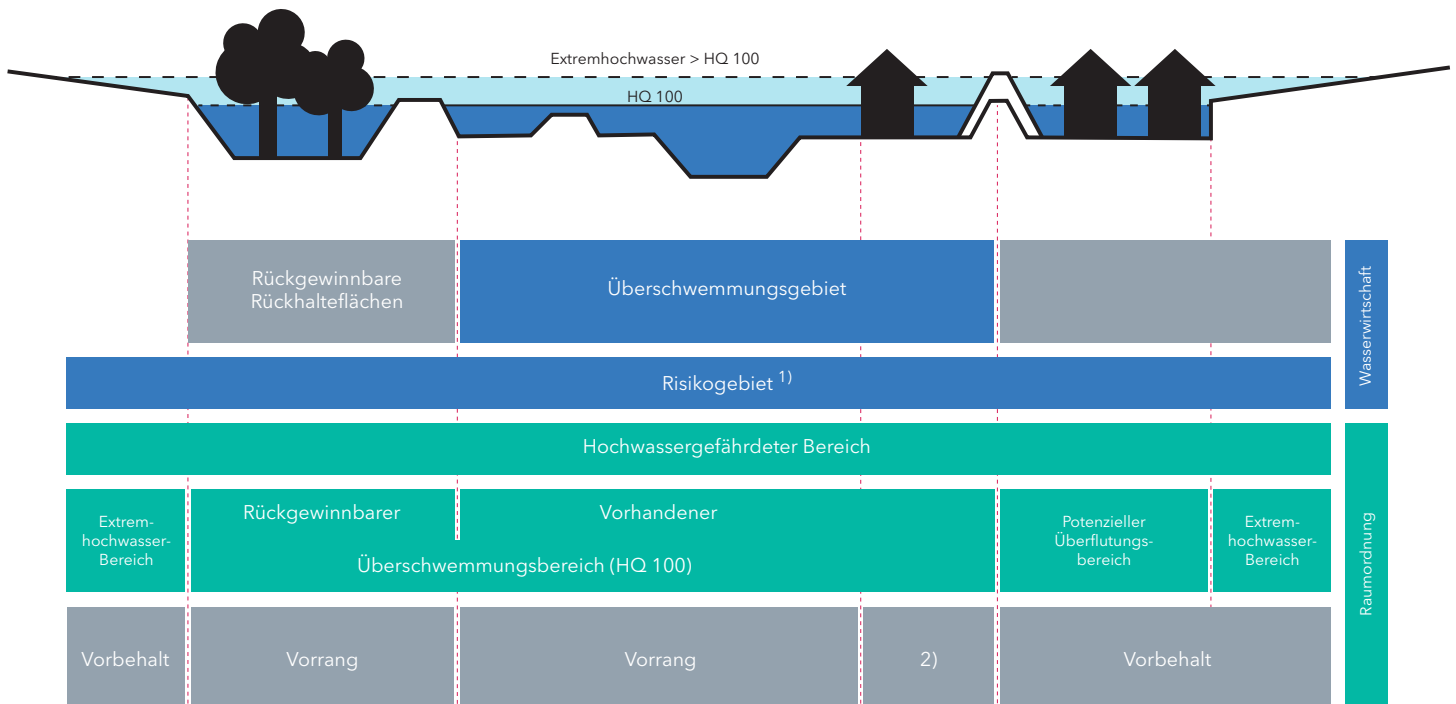 Extremhochwasser > HQ 100
HQ 100
Rückgewinnbare
Rückhalteflächen
Überschwemmungsgebiet
Wasserwirtschaft
Risikogebiet 1)
Hochwassergefährdeter Bereich
Extrem-
hochwasser-
Bereich
Rückgewinnbarer
Vorhandener
Überschwemmungsbereich (HQ 100)
Potenzieller
Überflutungs-
bereich
Extrem-
hochwasser-
Bereich
Raumordnung
Vorbehalt
Vorrang
Vorrang
2)
Vorbehalt